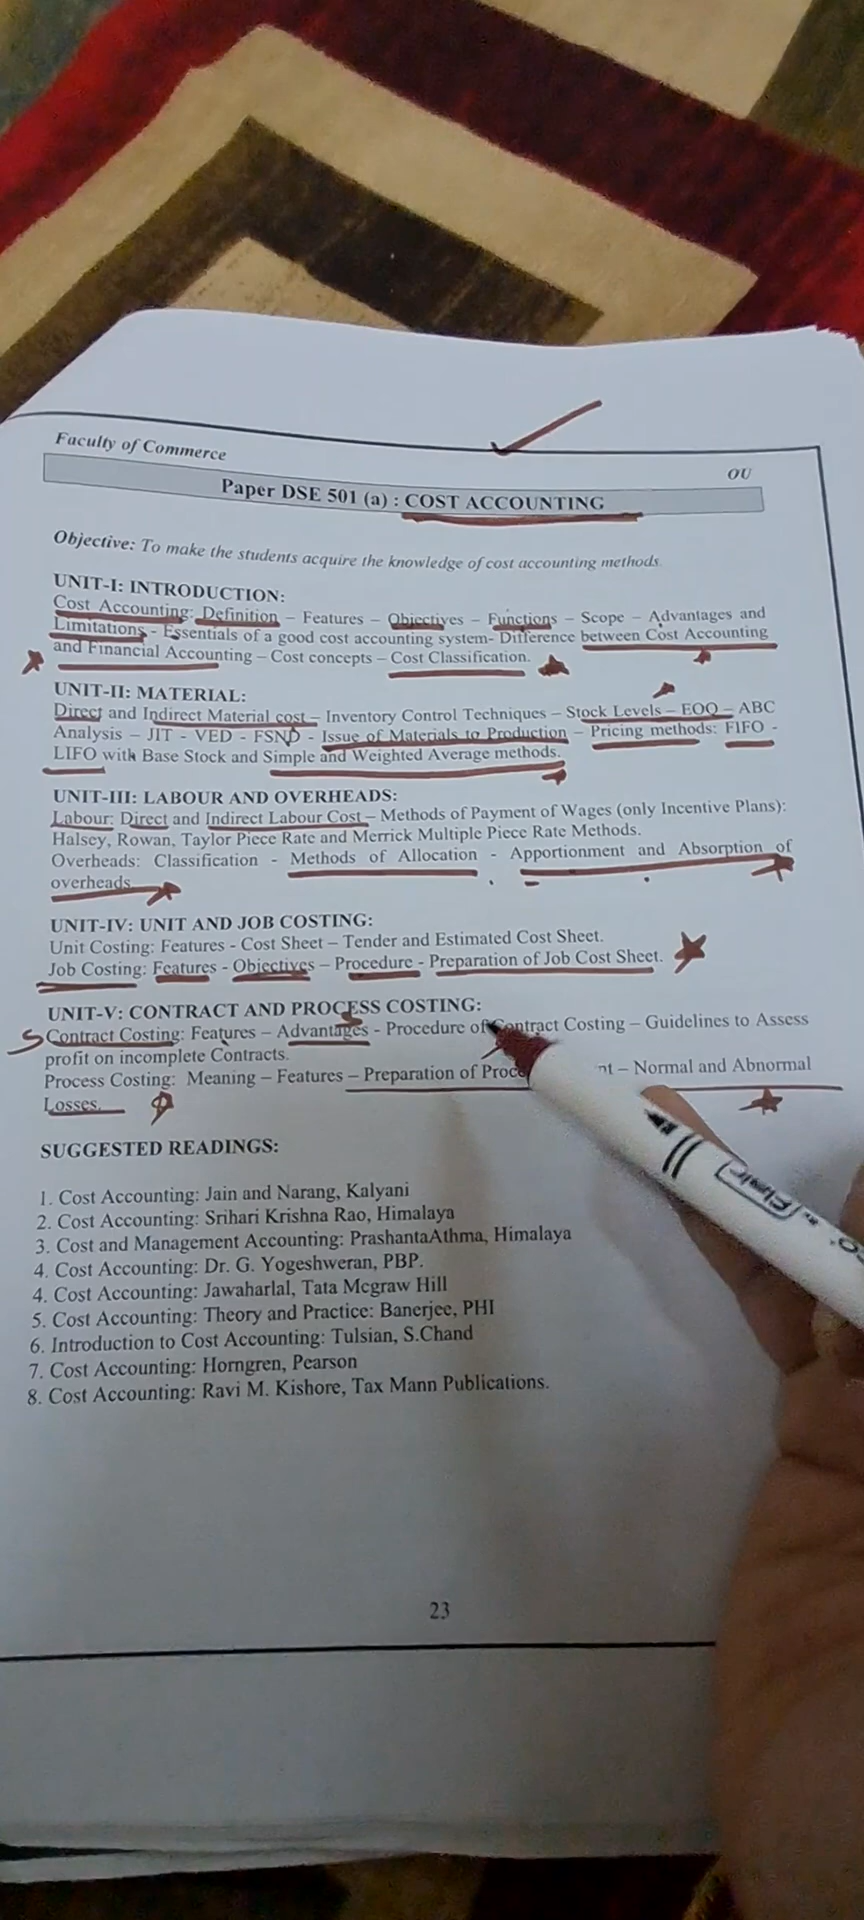 Faculty of Commerce
OU
Paper DSE 501 (a) : COST ACCOUNTING
Objective: To make the students acquire the knowledge of cost accounting methods.
UNIT-I: INTRODUCTION:
Cost Accounting: Definition – Features – Objectives – Functions – Scope – Advantages and
Limitations - Essentials of a good cost accounting system- Difference between Cost Accounting
and Financial Accounting – Cost concepts – Cost Classification.
UNIT-II: MATERIAL:
Direct and Indirect Material cost – Inventory Control Techniques – Stock Levels – EOQ – ABC
Analysis – JIT - VED - FSND - Issue of Materials to Production – Pricing methods: FIFO -
LIFO with Base Stock and Simple and Weighted Average methods.
UNIT-III: LABOUR AND OVERHEADS:
Labour: Direct and Indirect Labour Cost – Methods of Payment of Wages (only Incentive Plans):
Halsey, Rowan, Taylor Piece Rate and Merrick Multiple Piece Rate Methods.
Overheads: Classification - Methods of Allocation - Apportionment and Absorption of
overheads
UNIT-IV: UNIT AND JOB COSTING:
Unit Costing: Features - Cost Sheet – Tender and Estimated Cost Sheet.
Job Costing: Features - Objectives – Procedure - Preparation of Job Cost Sheet.
UNIT-V: CONTRACT AND PROCESS COSTING:
Contract Costing: Features – Advantages - Procedure of Contract Costing – Guidelines to Assess
profit on incomplete Contracts.
Process Costing: Meaning – Features – Preparation of – Normal and Abnormal
Losses.
SUGGESTED READINGS:
1. Cost Accounting: Jain and Narang, Kalyani
2. Cost Accounting: Srihari Krishna Rao, Himalaya
3. Cost and Management Accounting: PrashantaAthma, Himalaya
4. Cost Accounting: Dr. G. Yogeshweran, PBP.
4. Cost Accounting: Jawaharlal, Tata Mcgraw Hill
5. Cost Accounting: Theory and Practice: Banerjee, PHI
6. Introduction to Cost Accounting: Tulsian, S.Chand
7. Cost Accounting: Horngren, Pearson
8. Cost Accounting: Ravi M. Kishore, Tax Mann Publications.
23